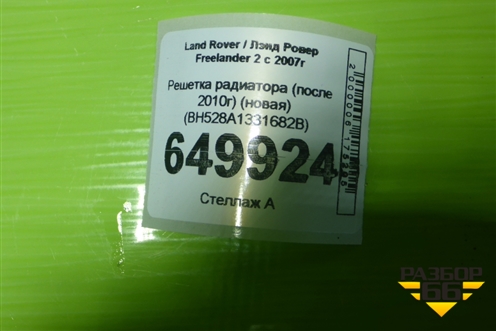 Land Rover / Лэнд Ровер
Freelander 2 с 2007г
Решетка радиатора (после
2010г) (новая)
(BH528A1331682B)
649924
Стеллаж А
РАЗБОР
66